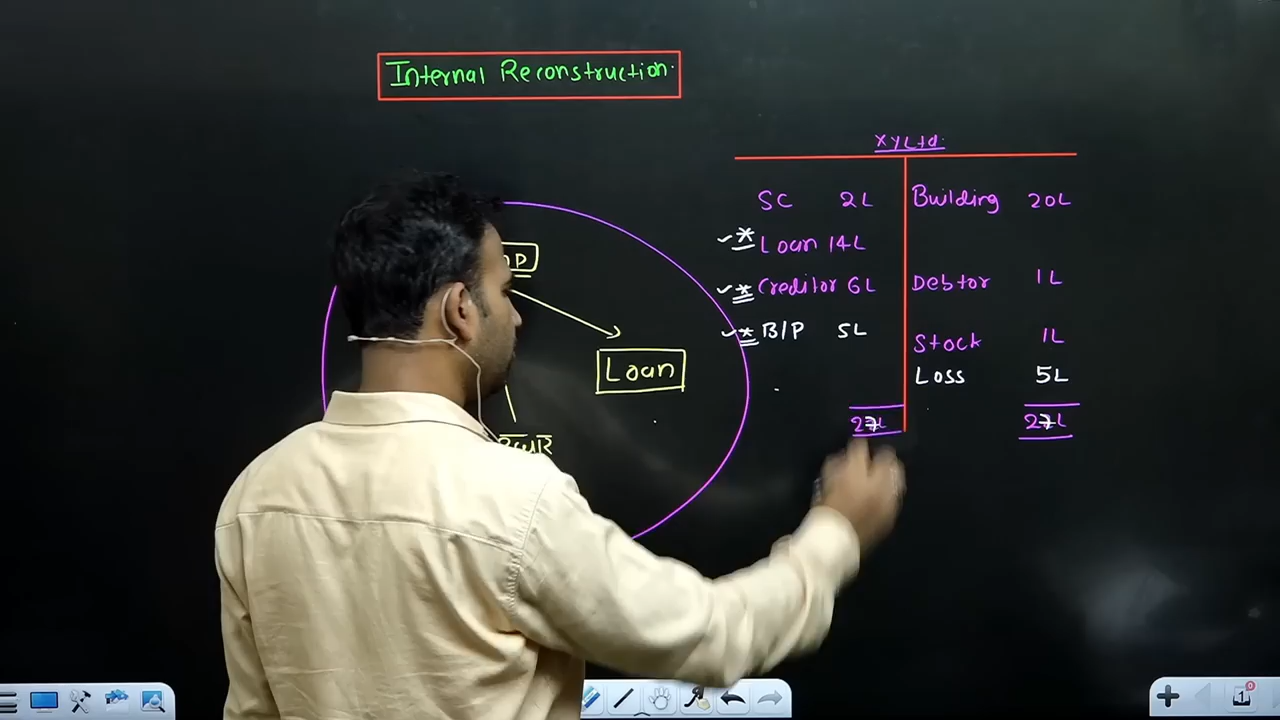 Internal Reconstruction.
XYLtd.
SC 2L Building 20L
Loan 14L
Creditor 6L Debtor 1L
B/P 5L Stock 1L
Loss 5L
27L 27L
Loan